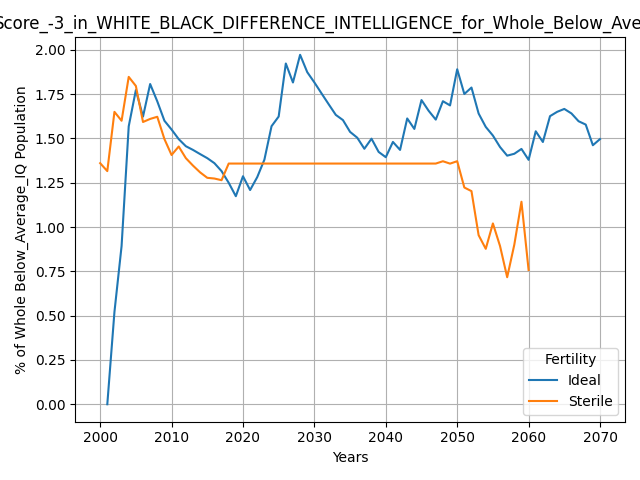 Score_-3_in_WHITE_BLACK_DIFFERENCE_INTELLIGENCE_for_Whole_Below_Ave
% of Whole Below_Average_IQ Population
2.00
1.75
1.50
1.25
1.00
0.75
0.50
0.25
0.00
Fertility
Ideal
Sterile
2000 2010 2020 2030 2040 2050 2060 2070
Years